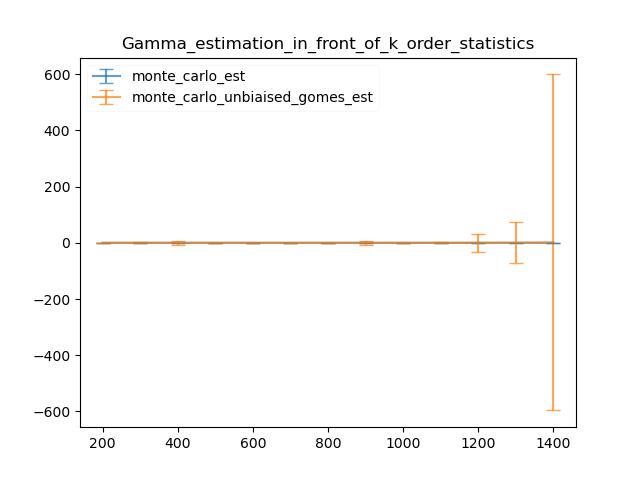 Gamma_estimation_in_front_of_k_order_statistics
monte_carlo_est
monte_carlo_unbiaised_gomes_est
600
400
200
0
−200
−400
−600
200 400 600 800 1000 1200 1400